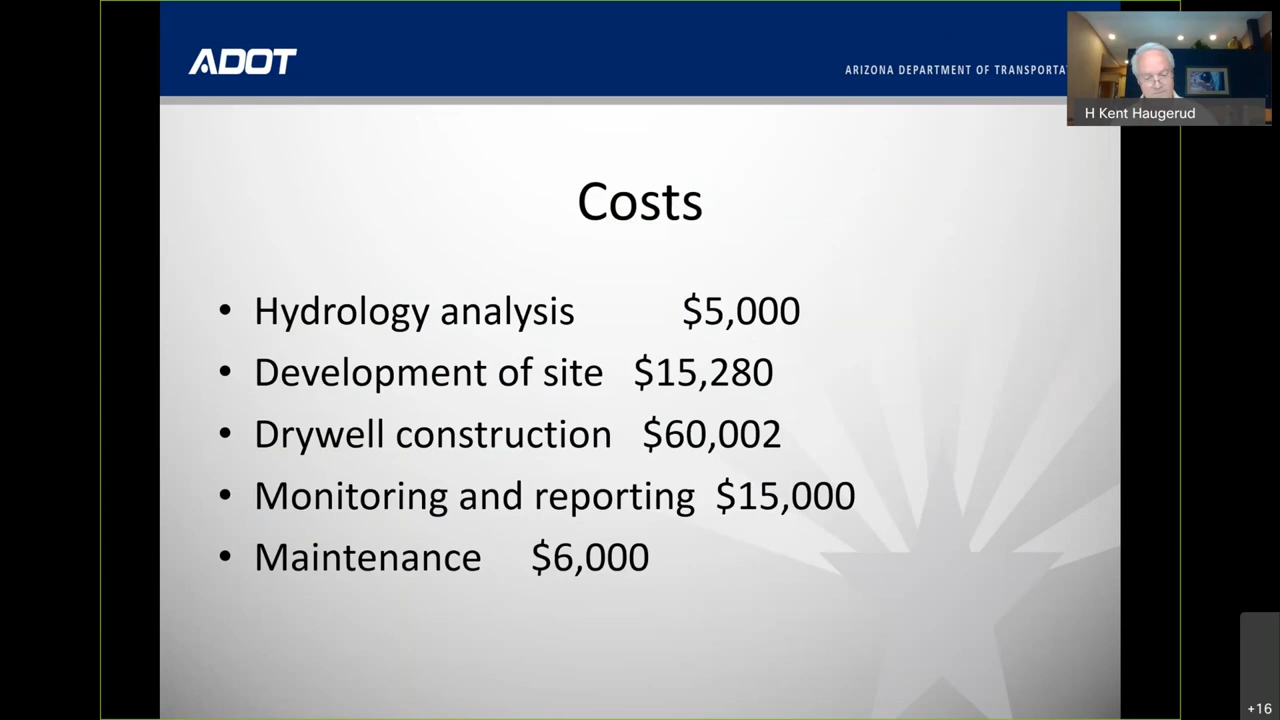 ADOT
ARIZONA DEPARTMENT OF
H Kent Haugerud
Costs
• Hydrology analysis $5,000
• Development of site $15,280
• Drywell construction $60,002
• Monitoring and reporting $15,000
• Maintenance $6,000
+16